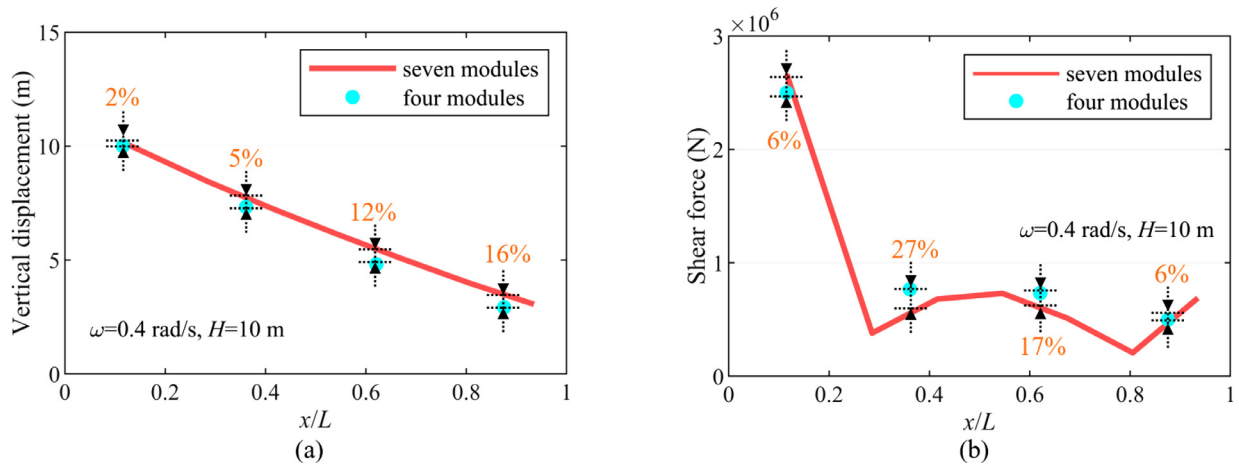 15
10
5
0
Vertical displacement (m)
seven modules
four modules
2%
5%
12%
16%
ω=0.4 rad/s, H=10 m
0 0.2 0.4 0.6 0.8 1
x/L
(a)
×10⁶
3
2
1
0
Shear force (N)
seven modules
four modules
6%
27%
17%
6%
ω=0.4 rad/s, H=10 m
0 0.2 0.4 0.6 0.8 1
x/L
(b)